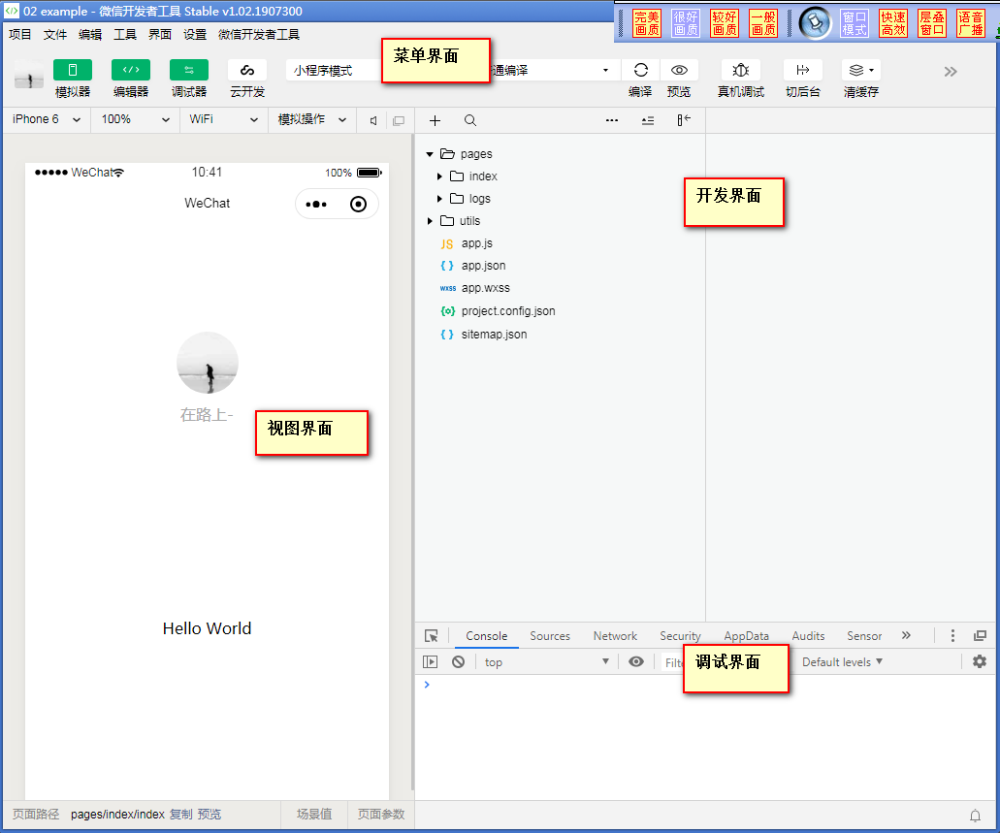 02 example - 微信开发者工具 Stable v1.02.1907300
完美画质 很好画质 较好画质 一般画质 窗口模式 快速高效 层叠窗口 语音广播
项目 文件 编辑 工具 界面 设置 微信开发者工具
菜单界面
小程序模式 通编译
模拟器 编辑器 调试器 云开发 编译 预览 真机调试 切后台 清缓存
iPhone 6 100% WiFi 模拟操作
WeChat 10:41 100%
WeChat
pages
index
logs
utils
JS app.js
{ } app.json
wxss app.wxss
{o} project.config.json
{ } sitemap.json
开发界面
在路上-
视图界面
Hello World
Console Sources Network Security AppData Audits Sensor
top Filte Default levels
调试界面
页面路径 pages/index/index 复制 预览 场景值 页面参数